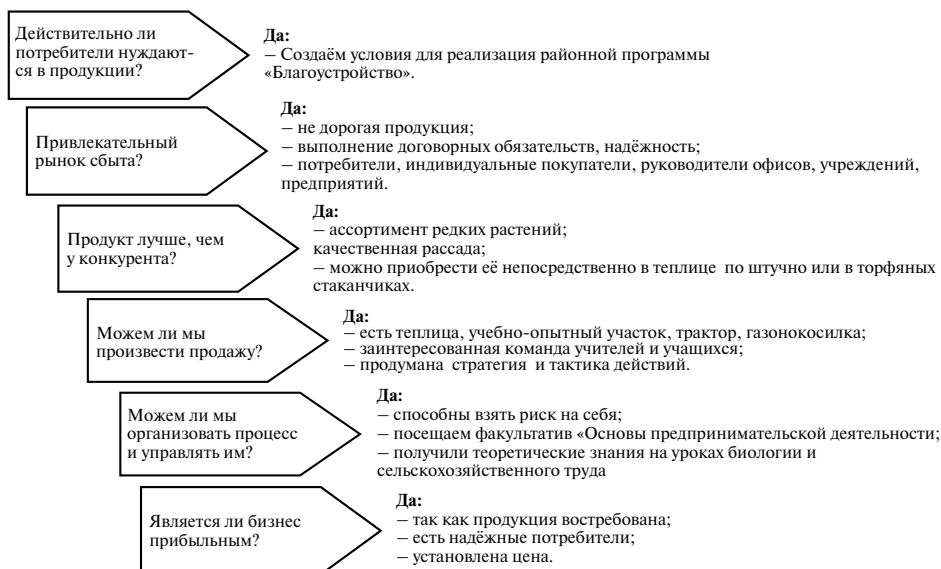 Действительно ли
потребители нуждают-
ся в продукции?
Да:
– Создаём условия для реализация районной программы
«Благоустройство».
Привлекательный
рынок сбыта?
Да:
– не дорогая продукция;
– выполнение договорных обязательств, надёжность;
– потребители, индивидуальные покупатели, руководители офисов, учреждений,
предприятий.
Продукт лучше, чем
у конкурента?
Да:
– ассортимент редких растений;
качественная рассада;
– можно приобрести её непосредственно в теплице по штучно или в торфяных
стаканчиках.
Можем ли мы
произвести продажу?
Да:
– есть теплица, учебно-опытный участок, трактор, газонокосилка;
– заинтересованная команда учителей и учащихся;
– продумана стратегия и тактика действий.
Можем ли мы
организовать процесс
и управлять им?
Да:
– способны взять риск на себя;
– посещаем факультатив «Основы предпринимательской деятельности;
– получили теоретические знания на уроках биологии и
сельскохозяйственного труда
Является ли бизнес
прибыльным?
Да:
– так как продукция востребована;
– есть надёжные потребители;
– установлена цена.